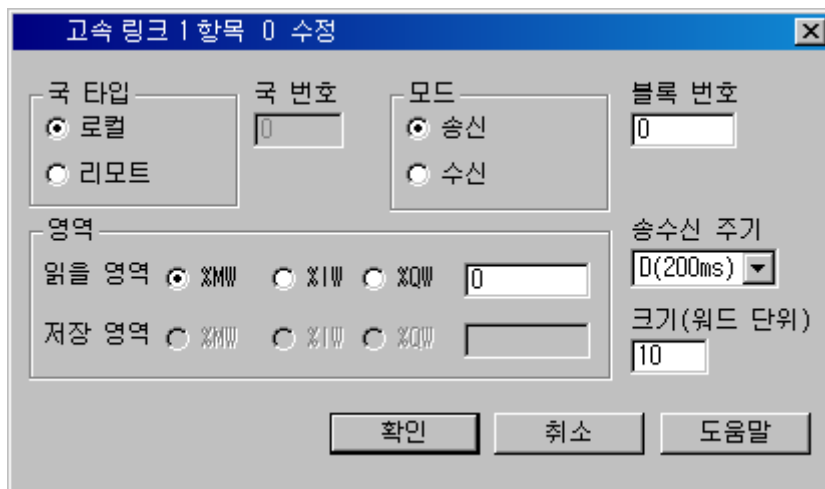 고속 링크 1 항목 0 수정
국 타입
국 번호
모드
블록 번호
로컬
0
송신
0
리모트
수신
영역
송수신 주기
읽을 영역 %MW %IW %QW 0
D(200ms)
저장 영역 %MW %IW %QW
크기(워드 단위)
10
확인
취소
도움말